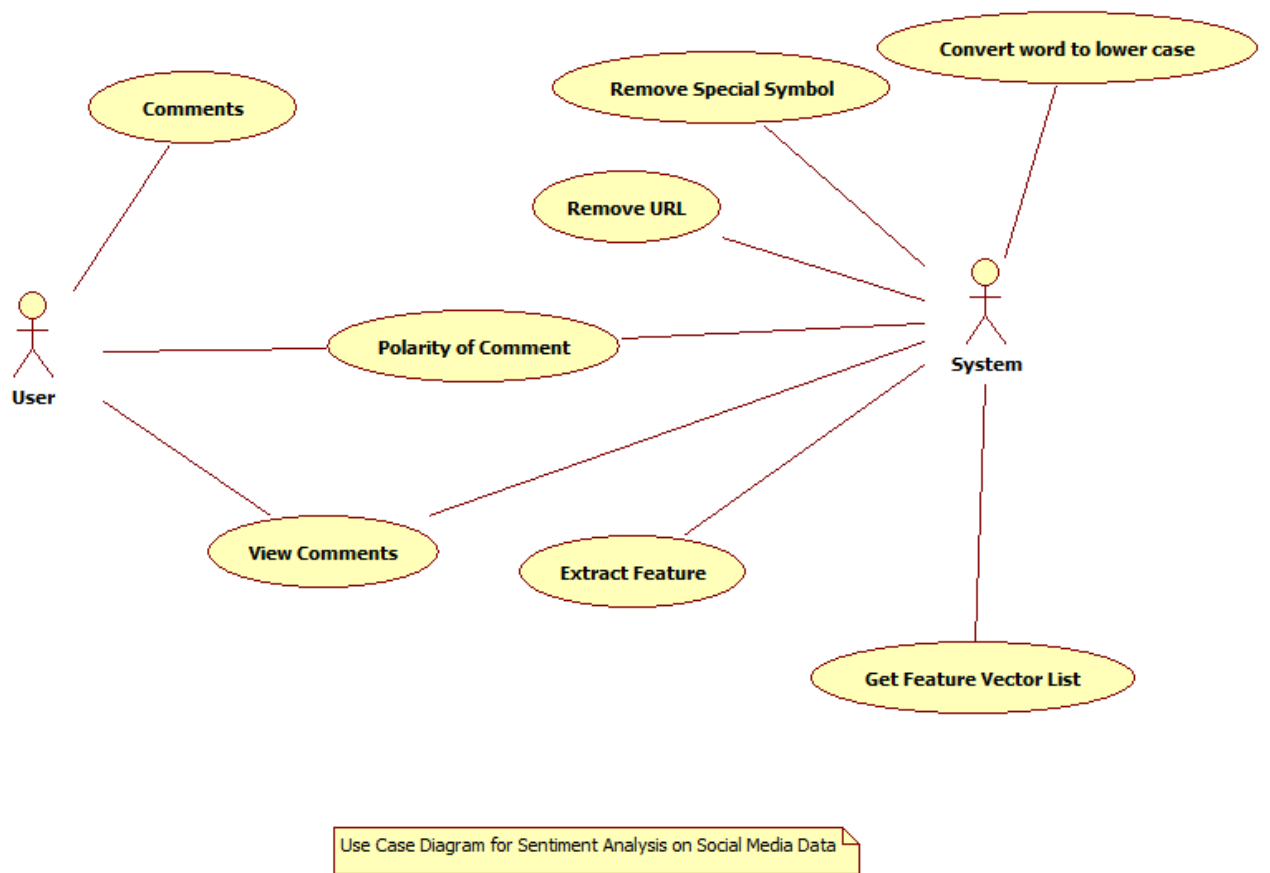 Convert word to lower case
Remove Special Symbol
Comments
Remove URL
Polarity of Comment
System
User
View Comments
Extract Feature
Get Feature Vector List
Use Case Diagram for Sentiment Analysis on Social Media Data